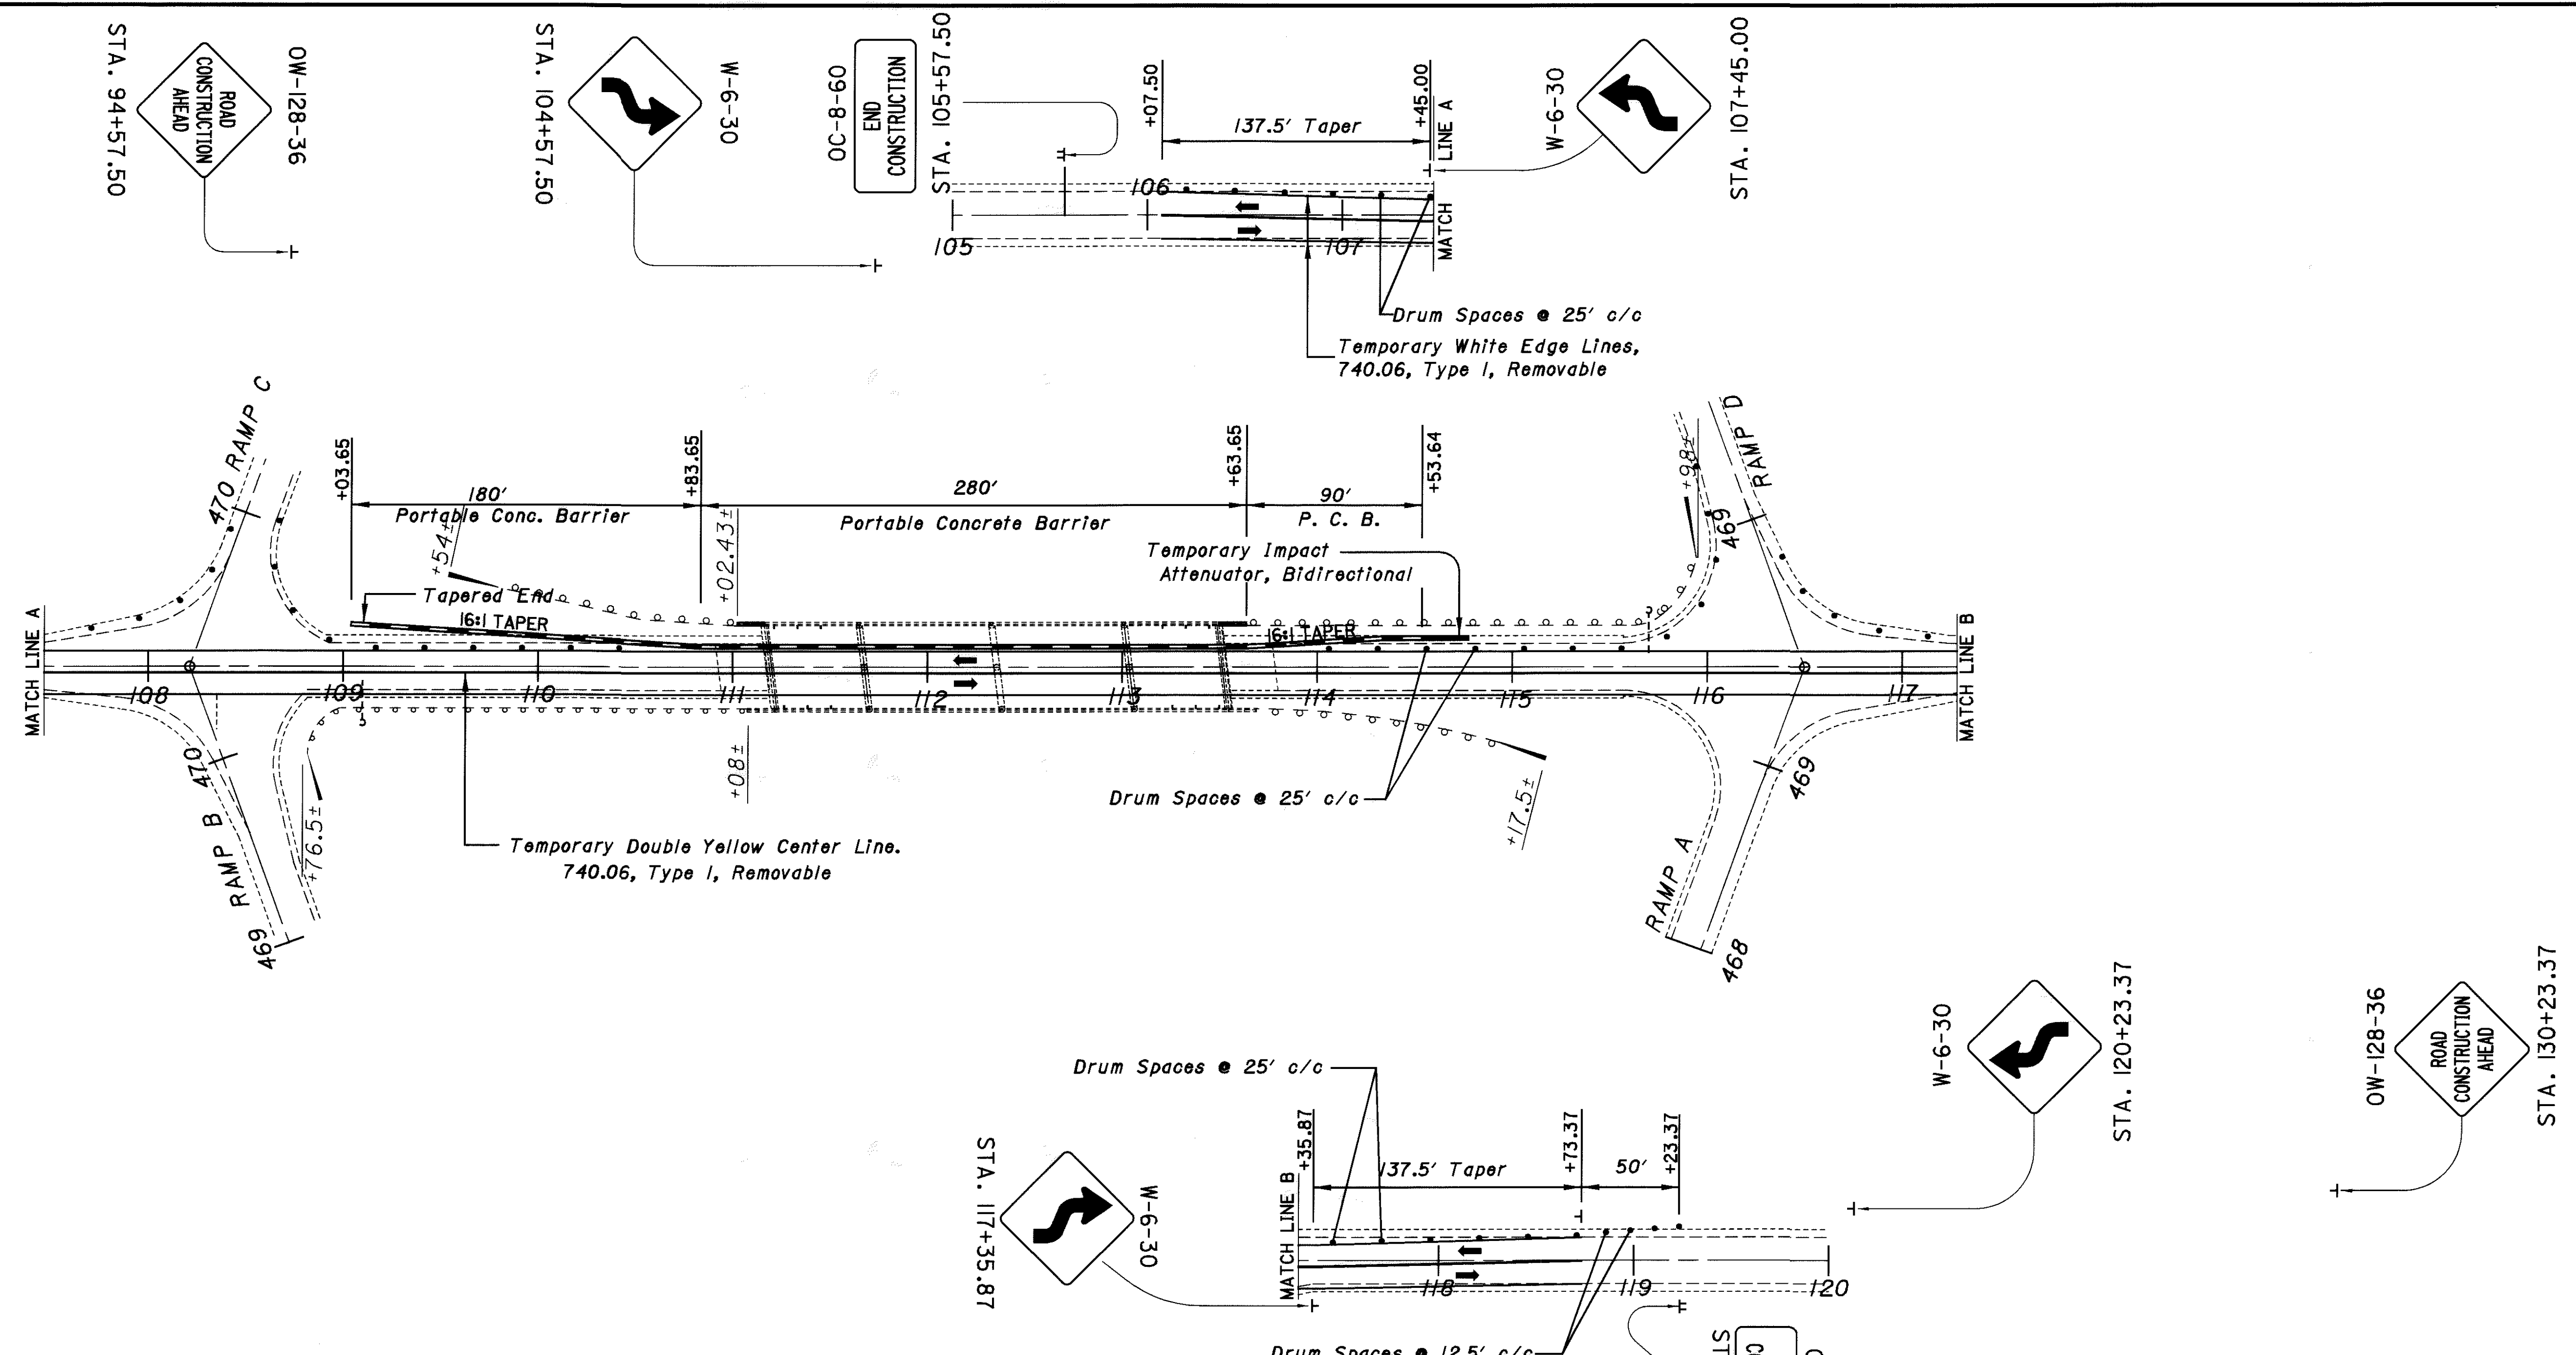 STA. 94+57.50
ROAD
CONSTRUCTION
AHEAD
OW-128-36
STA. 104+57.50
W-6-30
OC-8-60
END
CONSTRUCTION
STA. 105+57.50
+07.50
137.5' Taper
+45.00
MATCH LINE A
W-6-30
STA. 107+45.00
105
106
107
Drum Spaces @ 25' c/c
Temporary White Edge Lines,
740.06, Type I, Removable
470 RAMP C
+03.65
180'
Portable Conc. Barrier
+83.65
280'
Portable Concrete Barrier
+63.65
90'
P. C. B.
+53.64
+54±
+02.43±
Temporary Impact
Attenuator, Bidirectional
+98±
RAMP D
469
Tapered End
16:1 TAPER
16:1 TAPER
MATCH LINE A
108
109
110
111
112
113
114
115
116
117
MATCH LINE B
470
RAMP B
469
+76.5±
+08±
Drum Spaces @ 25' c/c
+17.5±
469
RAMP A
468
Temporary Double Yellow Center Line.
740.06, Type I, Removable
W-6-30
STA. 120+23.37
OW-128-36
ROAD
CONSTRUCTION
AHEAD
STA. 130+23.37
Drum Spaces @ 25' c/c
STA. 117+35.87
W-6-30
MATCH LINE B
+35.87
137.5' Taper
+73.37
50'
+23.37
118
119
120
Drum Spaces @ 12.5' c/c